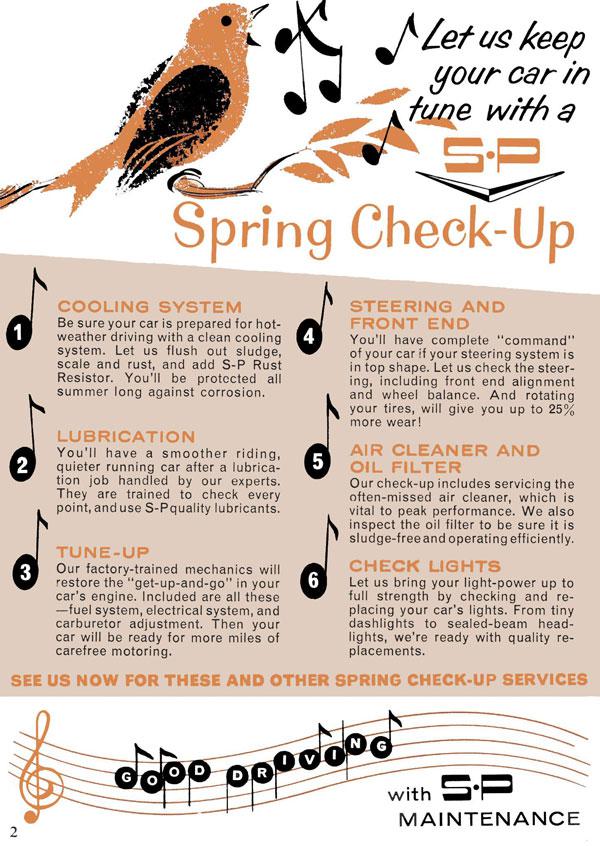 Let us keep
your car in
tune with a
S·P
Spring Check-Up
1
COOLING SYSTEM
Be sure your car is prepared for hot-
weather driving with a clean cooling
system. Let us flush out sludge,
scale and rust, and add S-P Rust
Resistor. You'll be protected all
summer long against corrosion.
2
LUBRICATION
You'll have a smoother riding,
quieter running car after a lubrica-
tion job handled by our experts.
They are trained to check every
point, and use S-P quality lubricants.
3
TUNE-UP
Our factory-trained mechanics will
restore the "get-up-and-go" in your
car's engine. Included are all these
—fuel system, electrical system, and
carburetor adjustment. Then your
car will be ready for more miles of
carefree motoring.
4
STEERING AND
FRONT END
You'll have complete "command"
of your car if your steering system is
in top shape. Let us check the steer-
ing, including front end alignment
and wheel balance. And rotating
your tires, will give you up to 25%
more wear!
5
AIR CLEANER AND
OIL FILTER
Our check-up includes servicing the
often-missed air cleaner, which is
vital to peak performance. We also
inspect the oil filter to be sure it is
sludge-free and operating efficiently.
6
CHECK LIGHTS
Let us bring your light-power up to
full strength by checking and re-
placing your car's lights. From tiny
dashlights to sealed-beam head-
lights, we're ready with quality re-
placements.
SEE US NOW FOR THESE AND OTHER SPRING CHECK-UP SERVICES
GOOD DRIVING
with S·P
MAINTENANCE
2